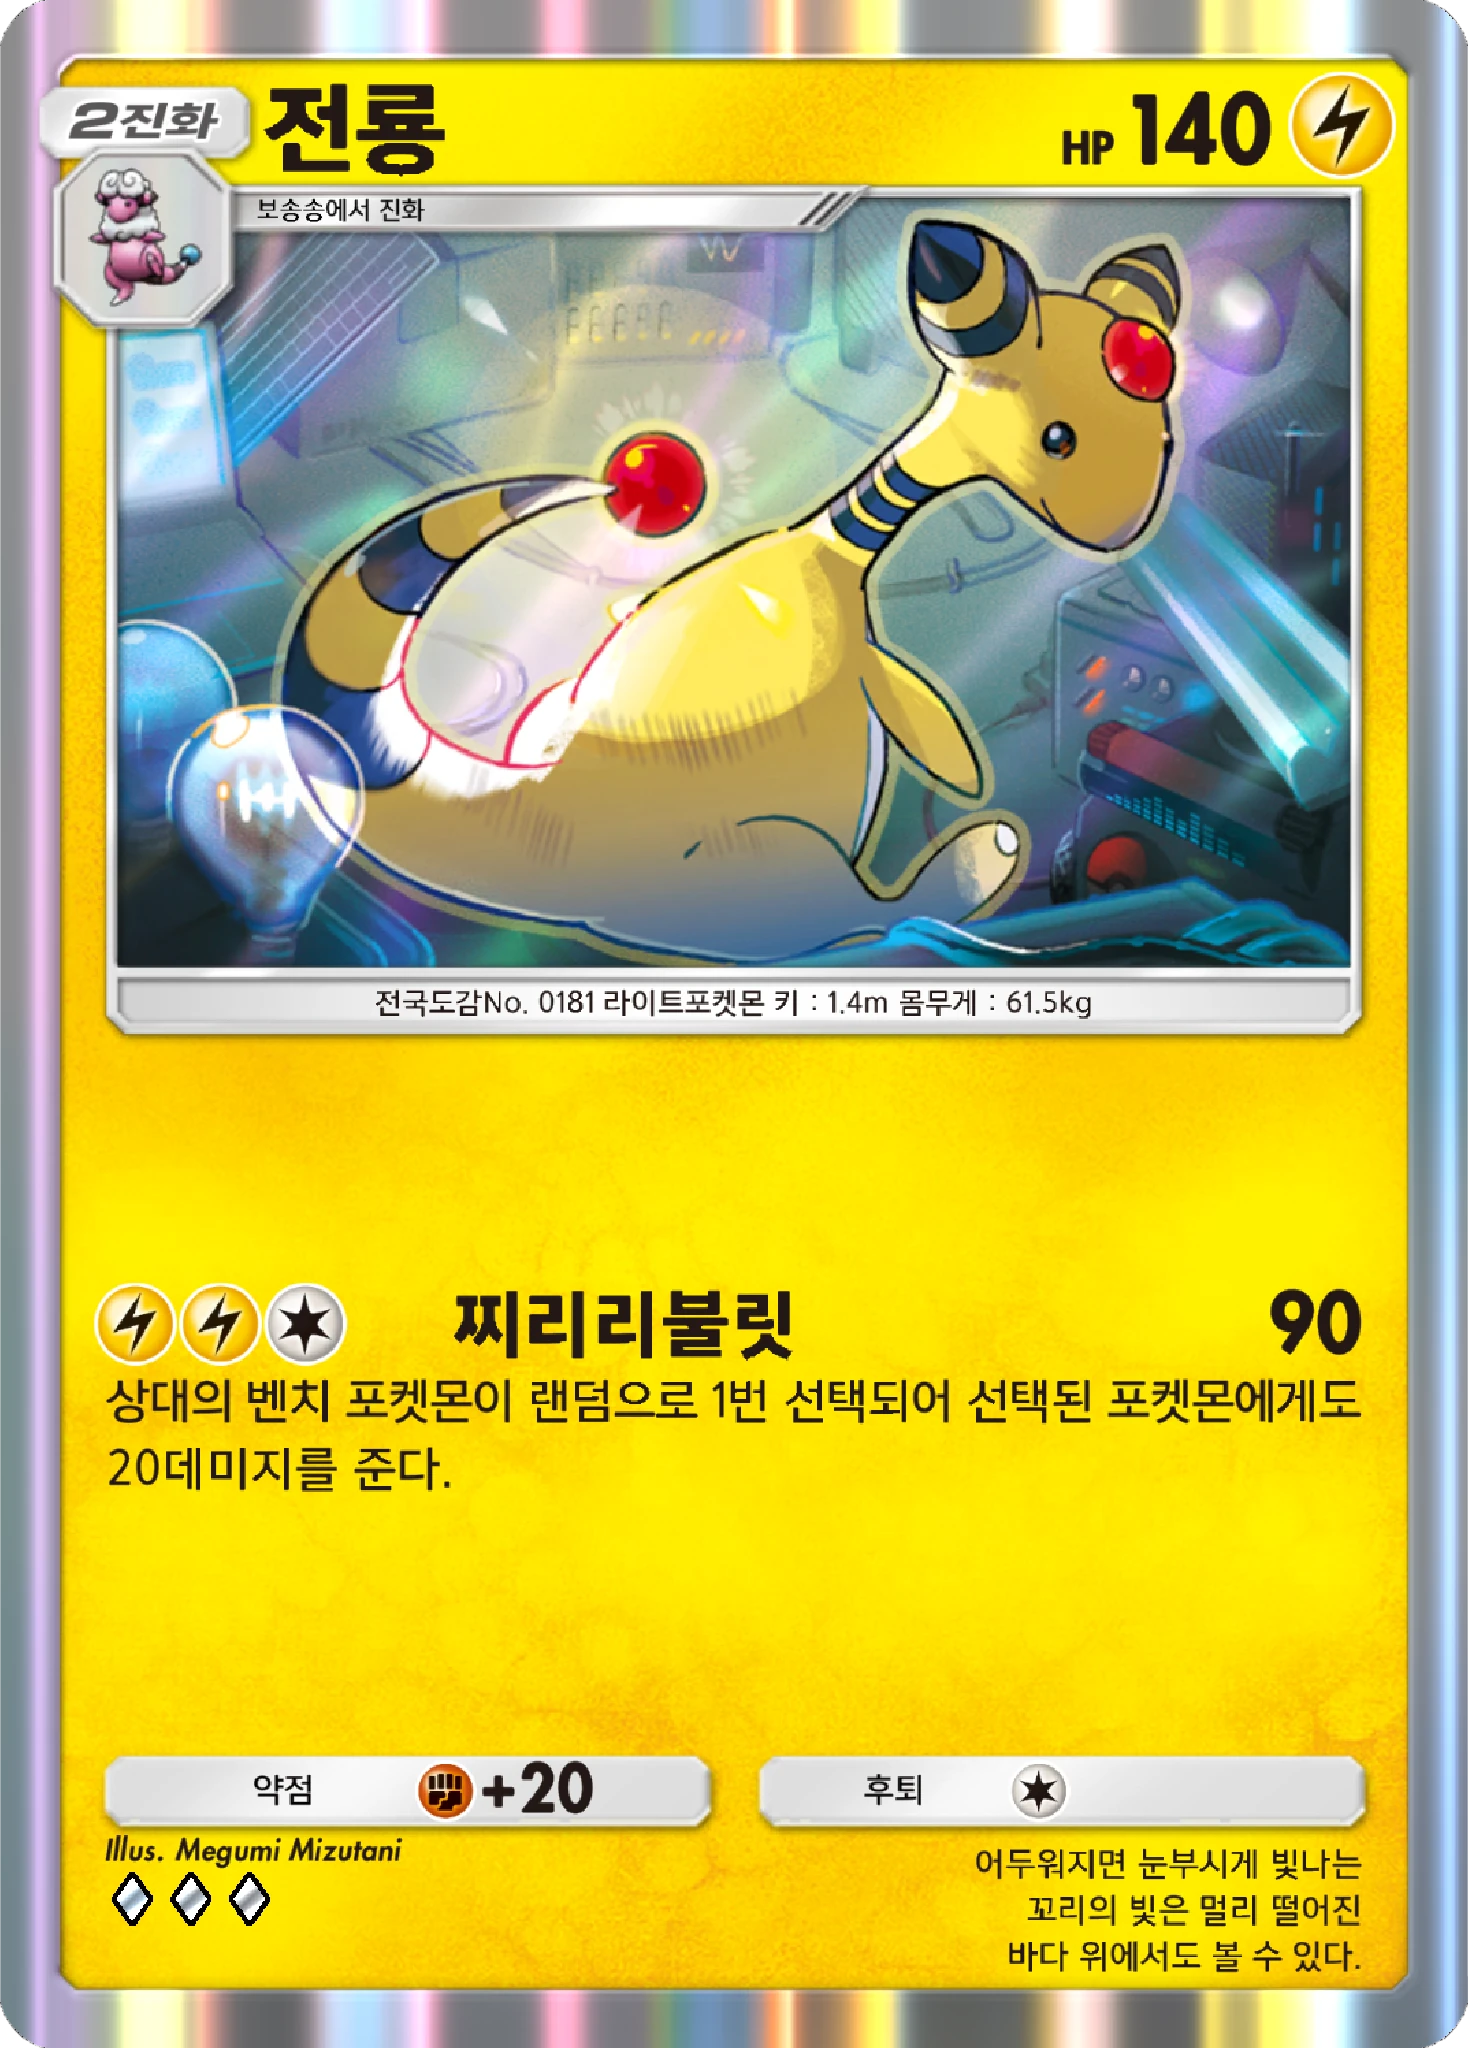 2진화 전룡 HP 140
보송송에서 진화
전국도감No. 0181 라이트포켓몬 키 : 1.4m 몸무게 : 61.5kg
찌리리불릿 90
상대의 벤치 포켓몬이 랜덤으로 1번 선택되어 선택된 포켓몬에게도
20데미지를 준다.
약점 +20 후퇴
Illus. Megumi Mizutani
어두워지면 눈부시게 빛나는
꼬리의 빛은 멀리 떨어진
바다 위에서도 볼 수 있다.